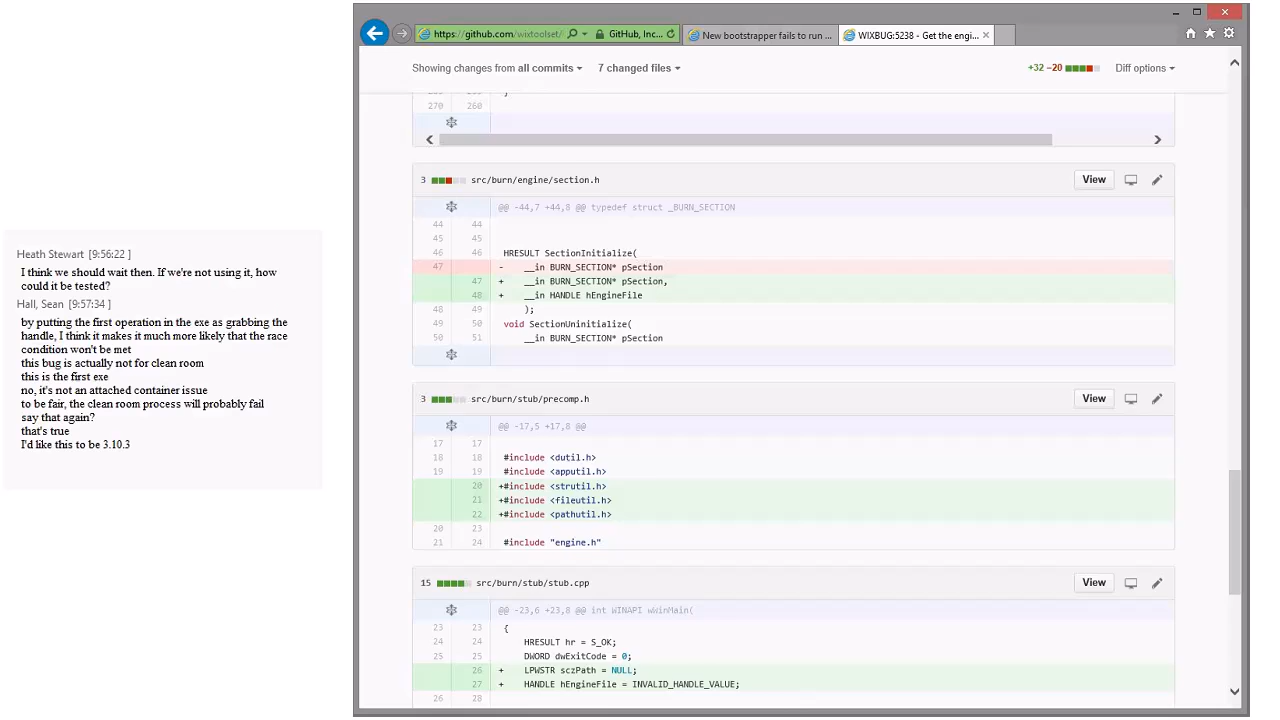 Heath Stewart [9:56:22 ]
I think we should wait then. If we're not using it, how
could it be tested?
Hall, Sean [9:57:34 ]
by putting the first operation in the exe as grabbing the
handle, I think it makes it much more likely that the race
condition won't be met
this bug is actually not for clean room
this is the first exe
no, it's not an attached container issue
to be fair, the clean room process will probably fail
say that again?
that's true
I'd like this to be 3.10.3
https://github.com/wixtoolset/ GitHub, Inc...
New bootstrapper fails to run ...
WIXBUG:5238 - Get the engi...
Showing changes from all commits 7 changed files +32 −20 Diff options
270 260
3 src/burn/engine/section.h View
@@ -44,7 +44,8 @@ typedef struct _BURN_SECTION
44 44
45 45
46 46 HRESULT SectionInitialize(
47 - __in BURN_SECTION* pSection
47 + __in BURN_SECTION* pSection,
48 + __in HANDLE hEngineFile
48 49 );
49 50 void SectionUninitialize(
50 51 __in BURN_SECTION* pSection
3 src/burn/stub/precomp.h View
@@ -17,5 +17,8 @@
17 17
18 18 #include <dutil.h>
19 19 #include <apputil.h>
20 +#include <strutil.h>
21 +#include <fileutil.h>
22 +#include <pathutil.h>
20 23
21 24 #include "engine.h"
15 src/burn/stub/stub.cpp View
@@ -23,6 +23,8 @@ int WINAPI wWinMain(
23 23 {
24 24 HRESULT hr = S_OK;
25 25 DWORD dwExitCode = 0;
26 + LPWSTR sczPath = NULL;
27 + HANDLE hEngineFile = INVALID_HANDLE_VALUE;
26 28